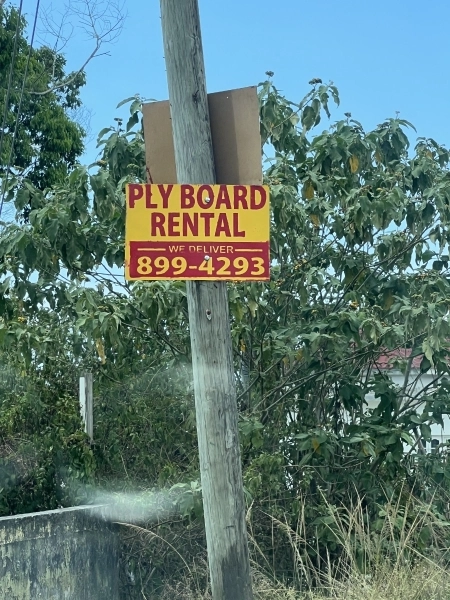 PLY BOARD
RENTAL
WE DELIVER
899-4293